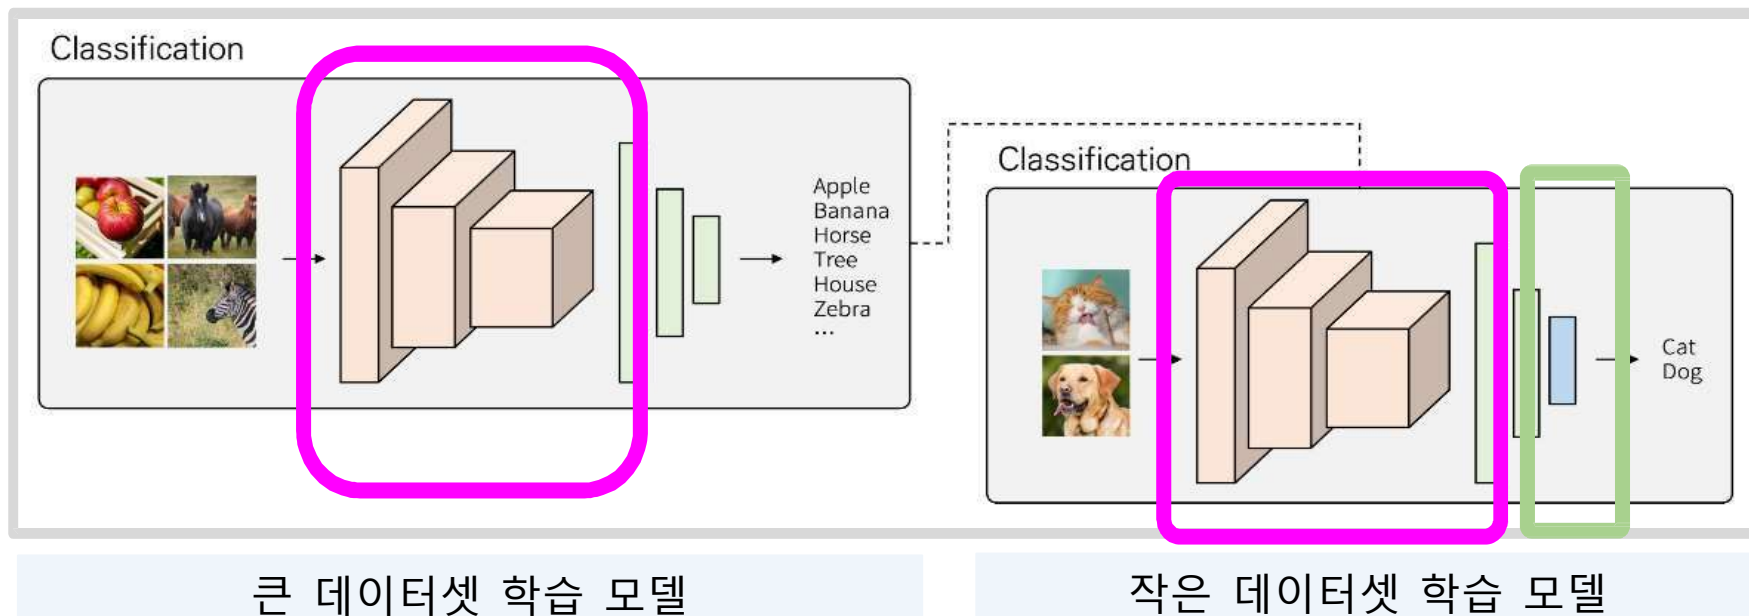 Classification
Apple
Banana
Horse
Tree
House
Zebra
...
Classification
Cat
Dog
큰 데이터셋 학습 모델
작은 데이터셋 학습 모델